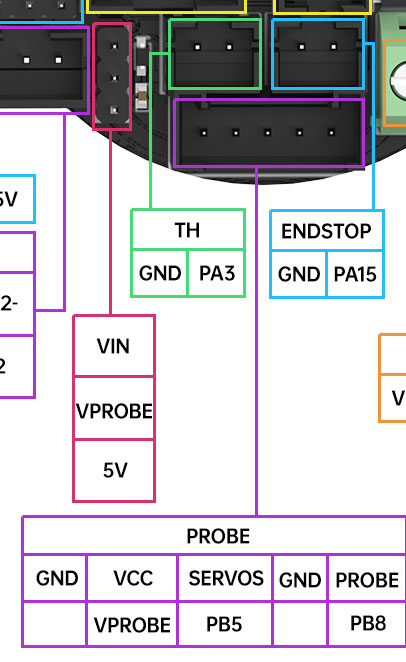 5V
TH
ENDSTOP
GND PA3
GND PA15
2-
VIN
2
V
VPROBE
5V
PROBE
GND VCC SERVOS GND PROBE
VPROBE PB5 PB8